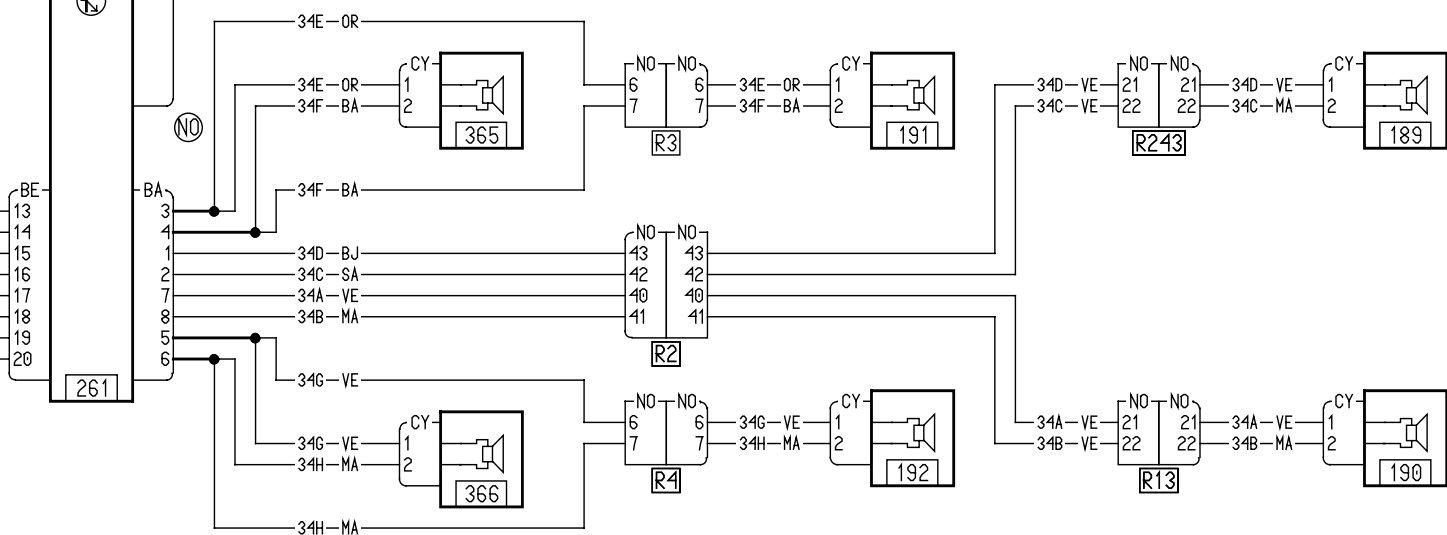 34E-OR
CY NO NO CY NO NO CY
34E-OR 1 6 6 34E-OR 1 34D-VE 21 21 34D-VE 1
34F-BA 2 7 7 34F-BA 2 34C-VE 22 22 34C-MA 2
NO
365 R3 191 R243 189
BE BA 34F-BA
13 3
14 4 NO NO
15 1 34D-BJ 43 43
16 2 34C-SA 42 42
17 7 34A-VE 40 40
18 8 34B-MA 41 41
19 5
20 6 R2
261 34G-VE
NO NO CY NO NO CY
CY 6 6 34G-VE 1 34A-VE 21 21 34A-VE 1
34G-VE 1 7 7 34H-MA 2 34B-VE 22 22 34B-MA 2
34H-MA 2
366 R4 192 R13 190
34H-MA